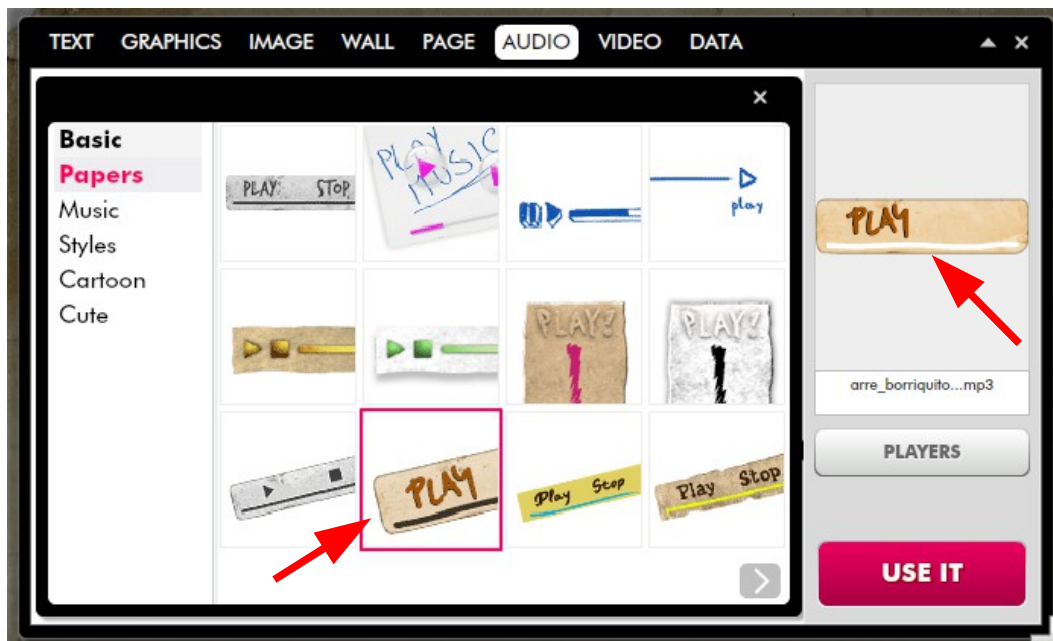 TEXT GRAPHICS IMAGE WALL PAGE AUDIO VIDEO DATA
Basic
Papers
Music
Styles
Cartoon
Cute
PLAY STOP
PLAY MUSIC
play
PLAY?
PLAY?
PLAY
Play Stop
Play Stop
PLAY
arre_borriquito...mp3
PLAYERS
USE IT